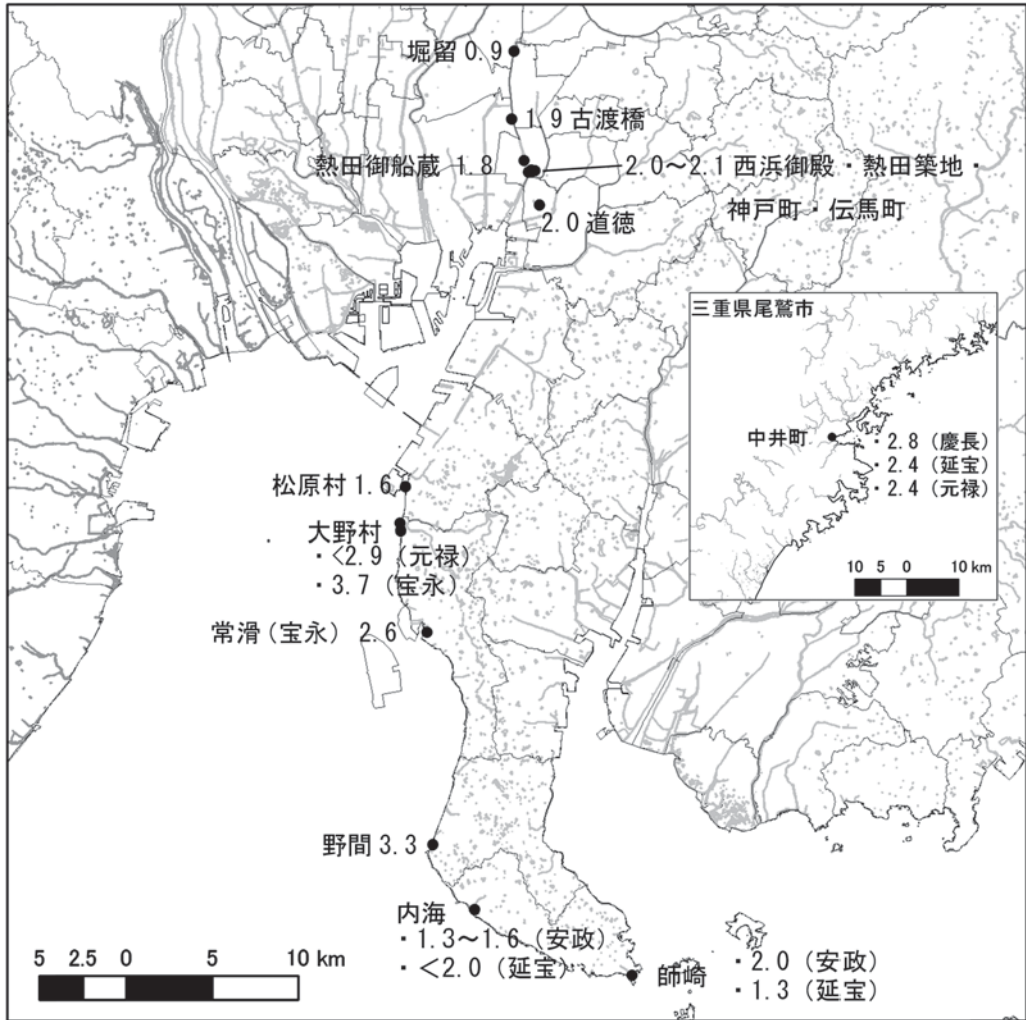 堀留 0.9
1.9 古渡橋
熱田御船蔵 1.8
2.0～2.1 西浜御殿・熱田築地・
神戸町・伝馬町
2.0 道徳
三重県尾鷲市
中井町
・2.8（慶長）
・2.4（延宝）
・2.4（元禄）
10 5 0 10 km
松原村 1.6
大野村
・<2.9（元禄）
・3.7（宝永）
常滑（宝永） 2.6
野間 3.3
内海
・1.3～1.6（安政）
・＜2.0（延宝）
師崎
・2.0（安政）
・1.3（延宝）
5 2.5 0 5 10 km